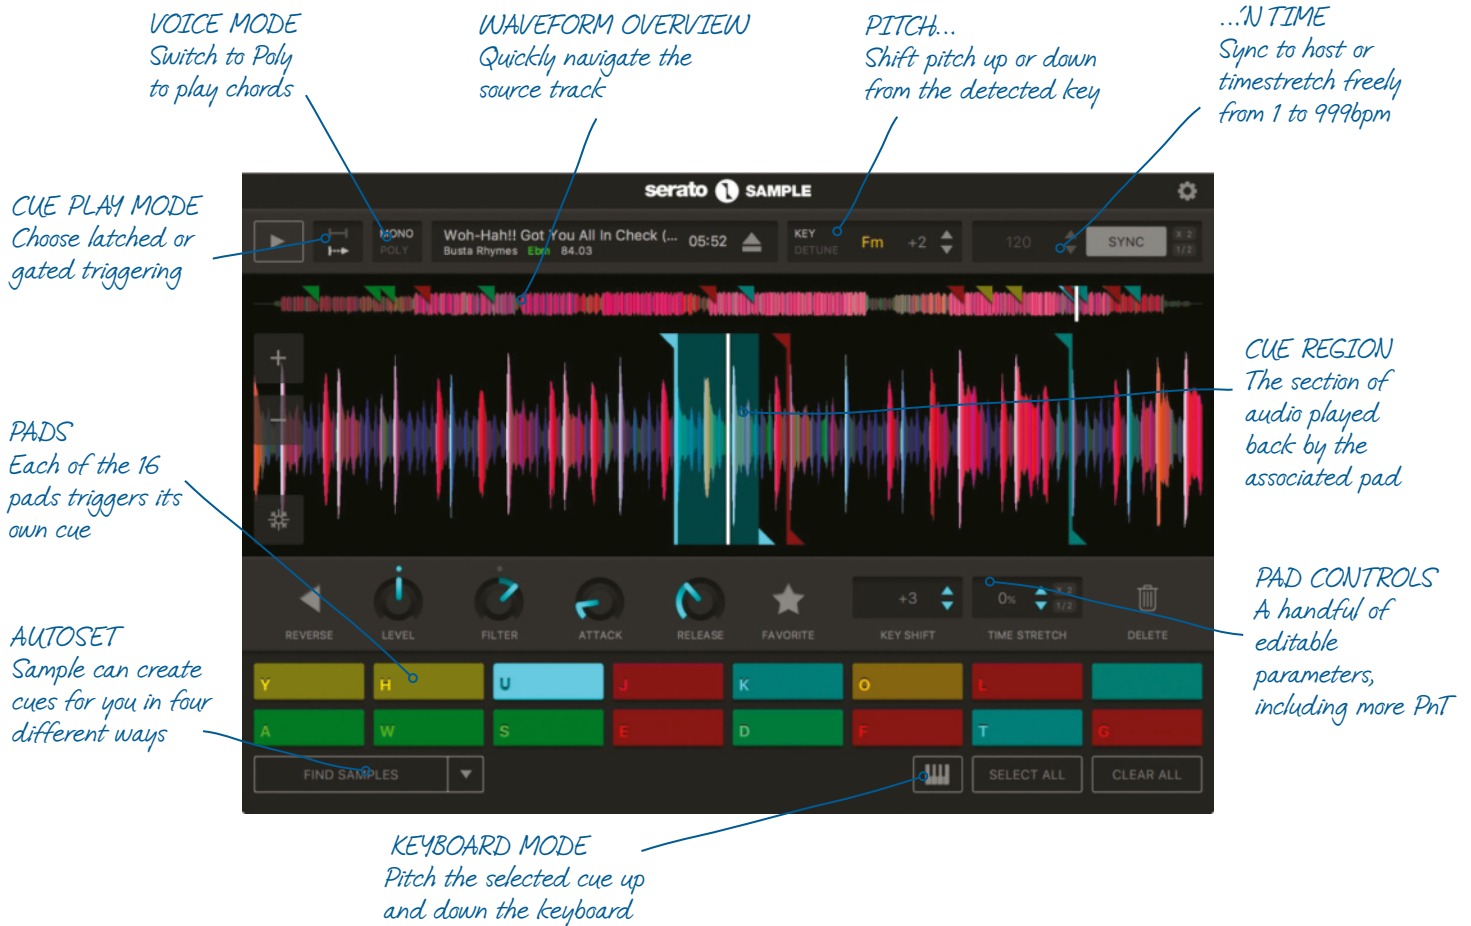 VOICE MODE
Switch to Poly
to play chords
WAVEFORM OVERVIEW
Quickly navigate the
source track
PITCH...
Shift pitch up or down
from the detected key
...'N TIME
Sync to host or
timestretch freely
from 1 to 999bpm
CUE PLAY MODE
Choose latched or
gated triggering
serato SAMPLE
MONO
POLY
Woh-Hah!! Got You All In Check (...
Busta Rhymes Ebm 84.03
05:52
KEY
DETUNE
Fm
+2
120
SYNC
X 2
1/2
CUE REGION
The section of
audio played
back by the
associated pad
PADS
Each of the 16
pads triggers its
own cue
+
−
+3
0%
X 2
1/2
REVERSE
LEVEL
FILTER
ATTACK
RELEASE
FAVORITE
KEY SHIFT
TIME STRETCH
DELETE
PAD CONTROLS
A handful of
editable
parameters,
including more PnT
AUTOSET
Sample can create
cues for you in four
different ways
Y H U J K O L
A W S E D F T G
FIND SAMPLES
SELECT ALL
CLEAR ALL
KEYBOARD MODE
Pitch the selected cue up
and down the keyboard